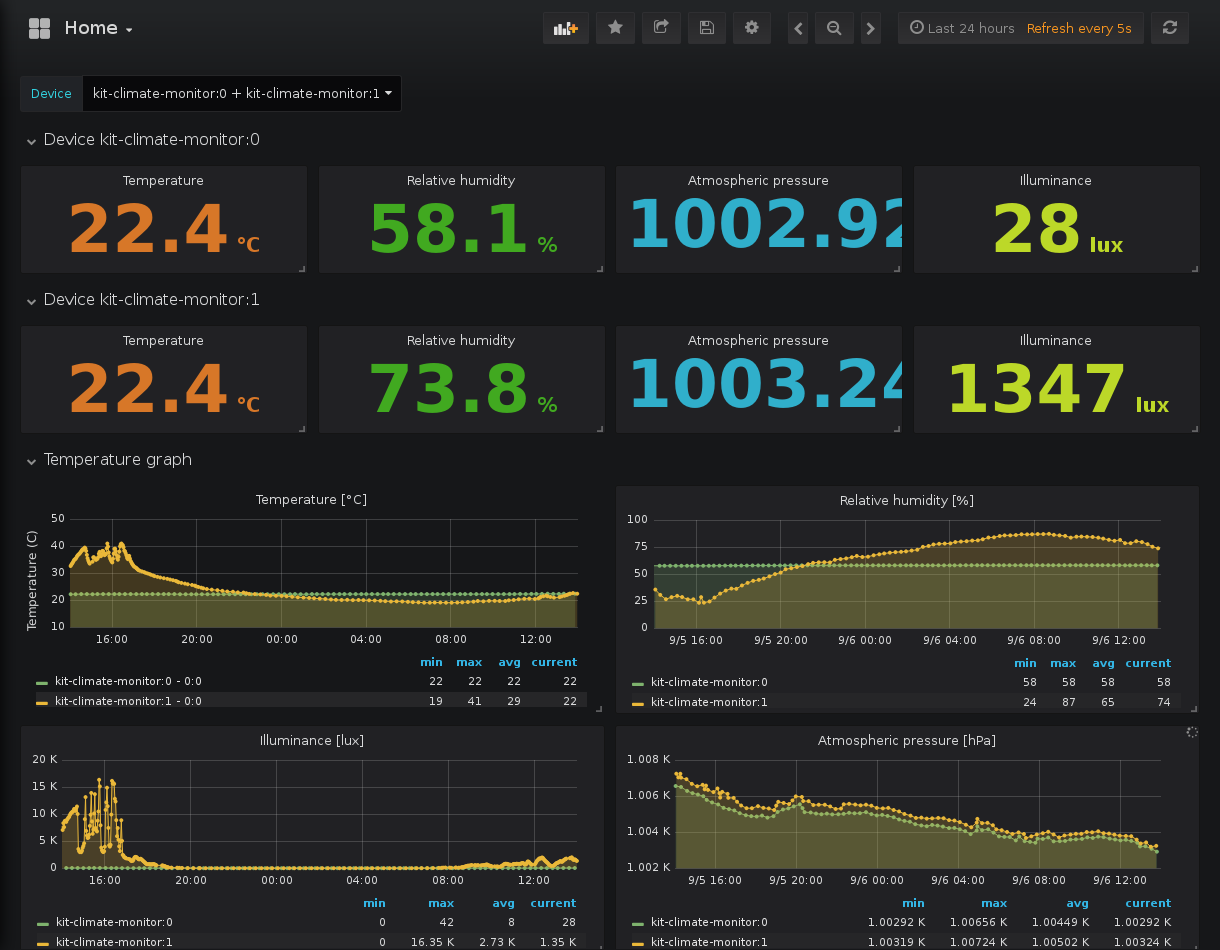 Home
Last 24 hours Refresh every 5s
Device kit-climate-monitor:0 + kit-climate-monitor:1
Device kit-climate-monitor:0
Temperature Relative humidity Atmospheric pressure Illuminance
22.4 °C 58.1 % 1002.92 28 lux
Device kit-climate-monitor:1
Temperature Relative humidity Atmospheric pressure Illuminance
22.4 °C 73.8 % 1003.24 1347 lux
Temperature graph
Temperature [°C]
Temperature (C)
50
40
30
20
10
16:00 20:00 00:00 04:00 08:00 12:00
min max avg current
kit-climate-monitor:0 - 0:0 22 22 22 22
kit-climate-monitor:1 - 0:0 19 41 29 22
Relative humidity [%]
100
75
50
25
0
9/5 16:00 9/5 20:00 9/6 00:00 9/6 04:00 9/6 08:00 9/6 12:00
min max avg current
kit-climate-monitor:0 58 58 58 58
kit-climate-monitor:1 24 87 65 74
Illuminance [lux]
20 K
15 K
10 K
5 K
0
16:00 20:00 00:00 04:00 08:00 12:00
min max avg current
kit-climate-monitor:0 0 42 8 28
kit-climate-monitor:1 0 16.35 K 2.73 K 1.35 K
Atmospheric pressure [hPa]
1.008 K
1.006 K
1.004 K
1.002 K
9/5 16:00 9/5 20:00 9/6 00:00 9/6 04:00 9/6 08:00 9/6 12:00
min max avg current
kit-climate-monitor:0 1.00292 K 1.00656 K 1.00449 K 1.00292 K
kit-climate-monitor:1 1.00319 K 1.00724 K 1.00502 K 1.00324 K